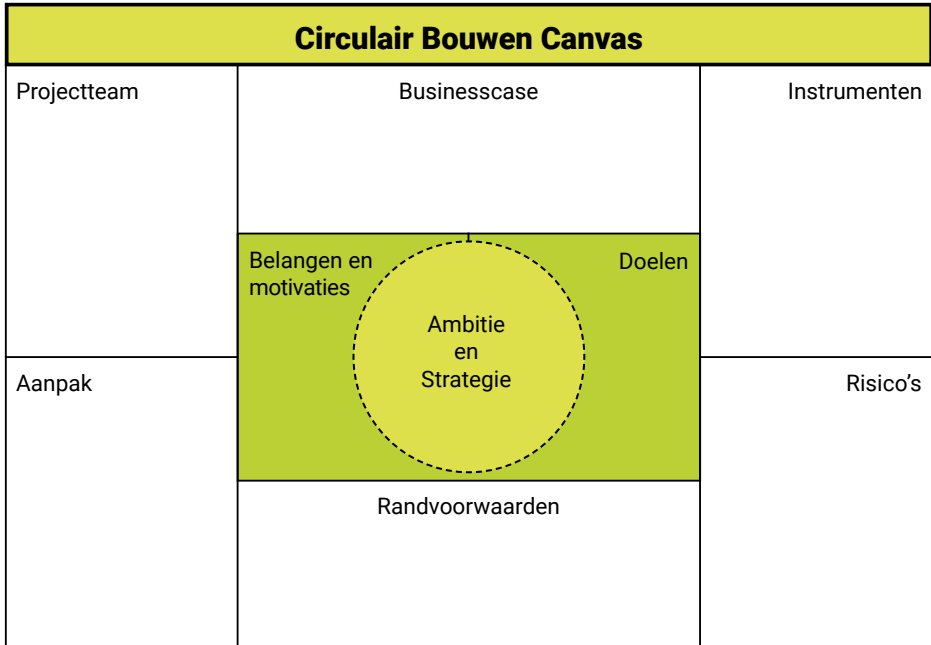 Circulair Bouwen Canvas
Projectteam
Businesscase
Instrumenten
Belangen en
motivaties
Doelen
Ambitie
en
Strategie
Aanpak
Risico’s
Randvoorwaarden